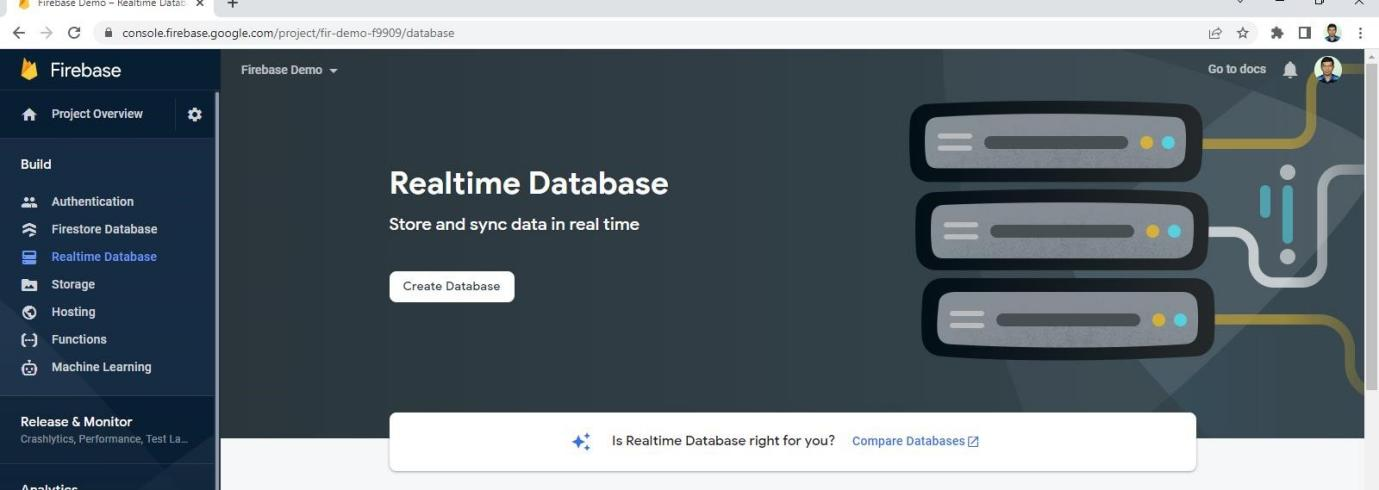 Firebase Demo – Realtime Datab
console.firebase.google.com/project/fir-demo-f9909/database
Firebase
Firebase Demo
Go to docs
Project Overview
Build
Authentication
Firestore Database
Realtime Database
Storage
Hosting
Functions
Machine Learning
Release & Monitor
Crashlytics, Performance, Test La...
Analytics
Realtime Database
Store and sync data in real time
Create Database
Is Realtime Database right for you? Compare Databases